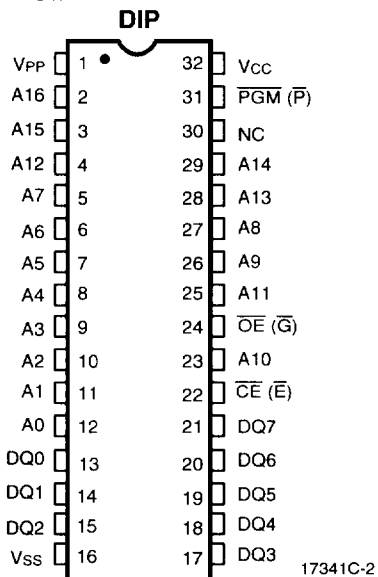 DIP
VPP 1 32 VCC
A16 2 31 PGM (P)
A15 3 30 NC
A12 4 29 A14
A7 5 28 A13
A6 6 27 A8
A5 7 26 A9
A4 8 25 A11
A3 9 24 OE (G)
A2 10 23 A10
A1 11 22 CE (E)
A0 12 21 DQ7
DQ0 13 20 DQ6
DQ1 14 19 DQ5
DQ2 15 18 DQ4
VSS 16 17 DQ3
17341C-2